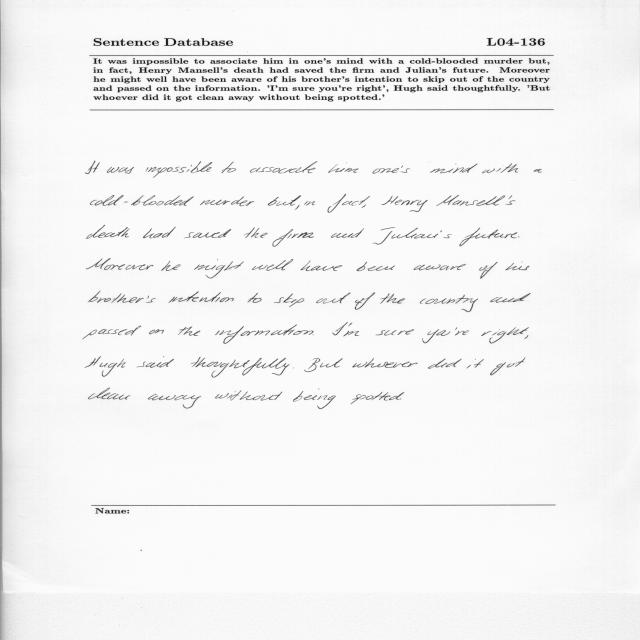 Sentence Database L04-136
It was impossible to associate him in one's mind with a cold-blooded murder but,
in fact, Henry Mansell's death had saved the firm and Julian's future. Moreover
he might well have been aware of his brother's intention to skip out of the country
and passed on the information. 'I'm sure you're right', Hugh said thoughtfully. 'But
whoever did it got clean away without being spotted.'
It was impossible to associate him one's mind with a
cold-blooded murder but, in fact, Henry Mansell's
death had saved the firm and Julian's future.
Moreover he might well have been aware of his
brother's intention to skip out of the country and
passed on the information. I'm sure you're right,
Hugh said thoughtfully. But whoever did it got
clean away without being spotted
Name: